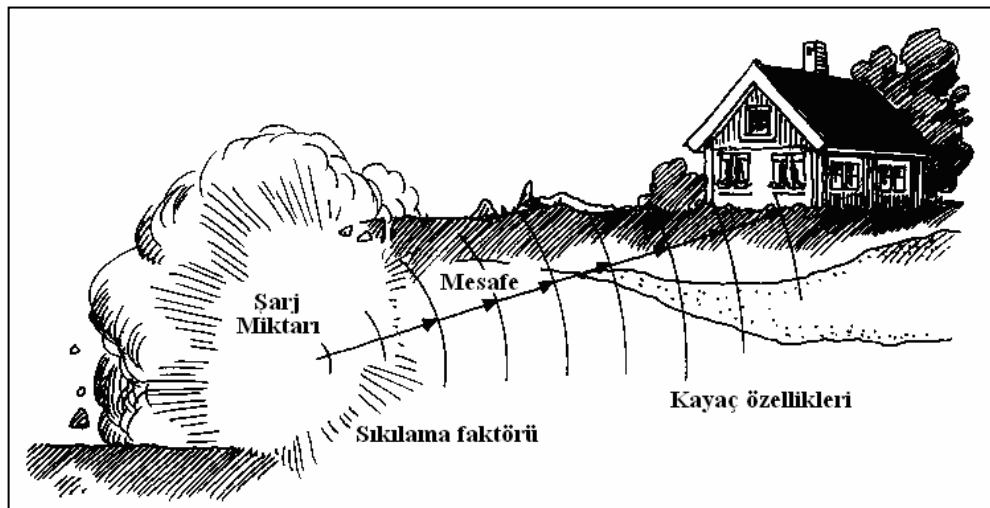 Şarj
Miktarı
Mesafe
Kayaç özellikleri
Sıkılama faktörü